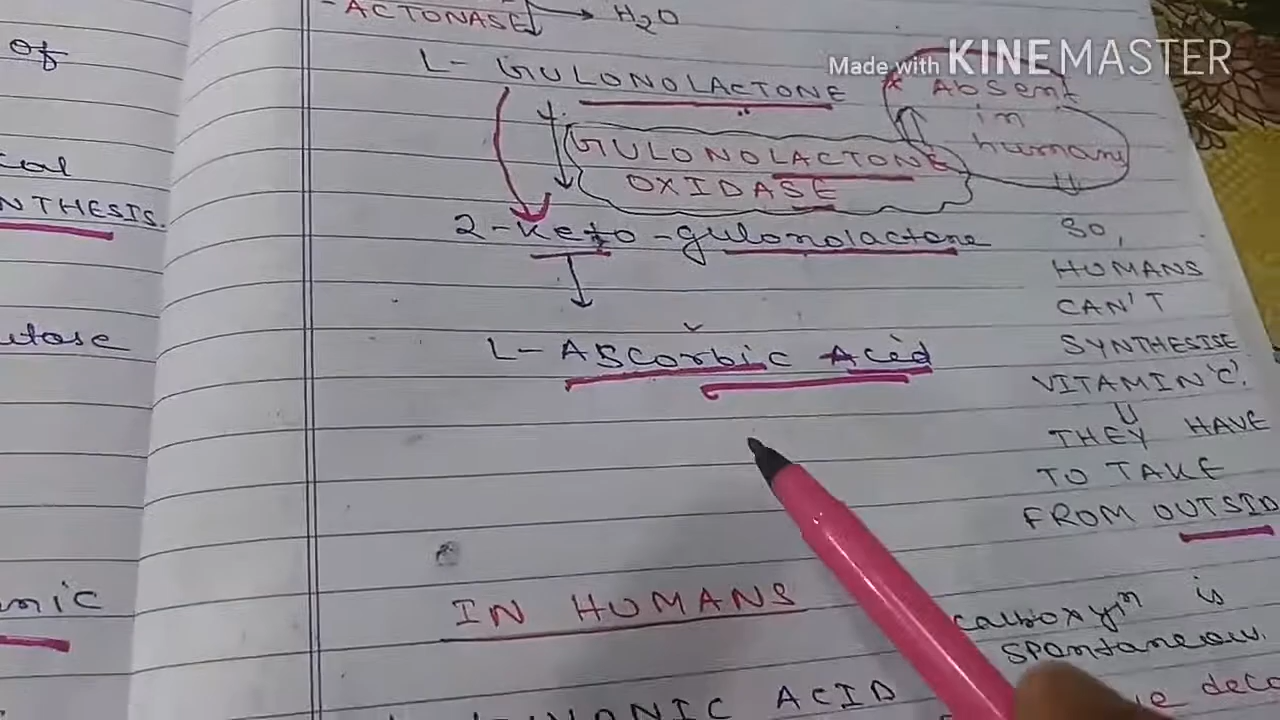 of
NTHESIS.
mic
-ACTONASE → H2O
L- GULONOLACTONE
GULONOLACTONE
OXIDASE
* Absent
in
humans
2-keto-gulonolactone
L-Ascorbic Acid
SO,
HUMANS
CAN'T
SYNTHESISE
VITAMIN 'C'.
THEY HAVE
TO TAKE
FROM OUTSID
IN HUMANS
is
spontaneous.
ACID
Made with KINEMASTER